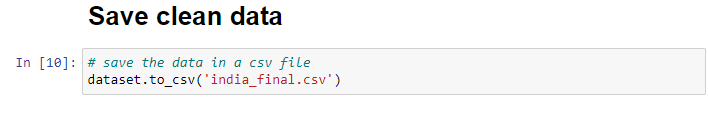 Save clean data
In [10]: # save the data in a csv file
dataset.to_csv('india_final.csv')